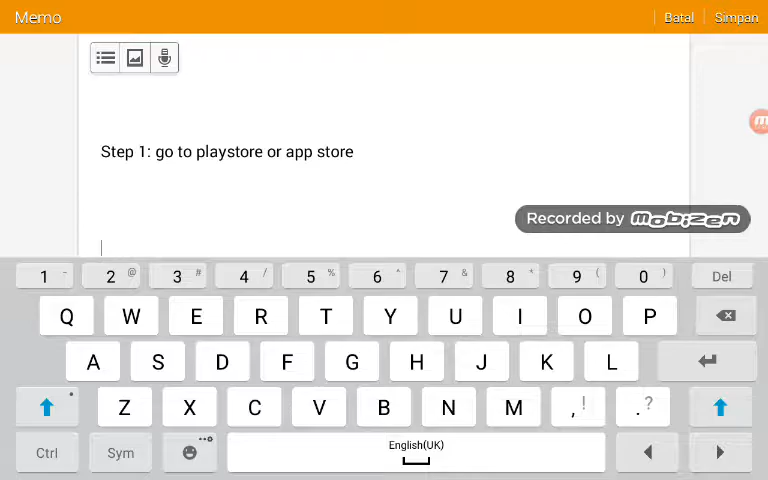 Memo
Batal
Simpan
Step 1: go to playstore or app store
Recorded by mobizen
1 - 2 @ 3 # 4 / 5 % 6 ^ 7 & 8 * 9 ( 0 ) Del
Q W E R T Y U I O P
A S D F G H J K L
Z X C V B N M , ! . ?
Ctrl Sym English(UK)